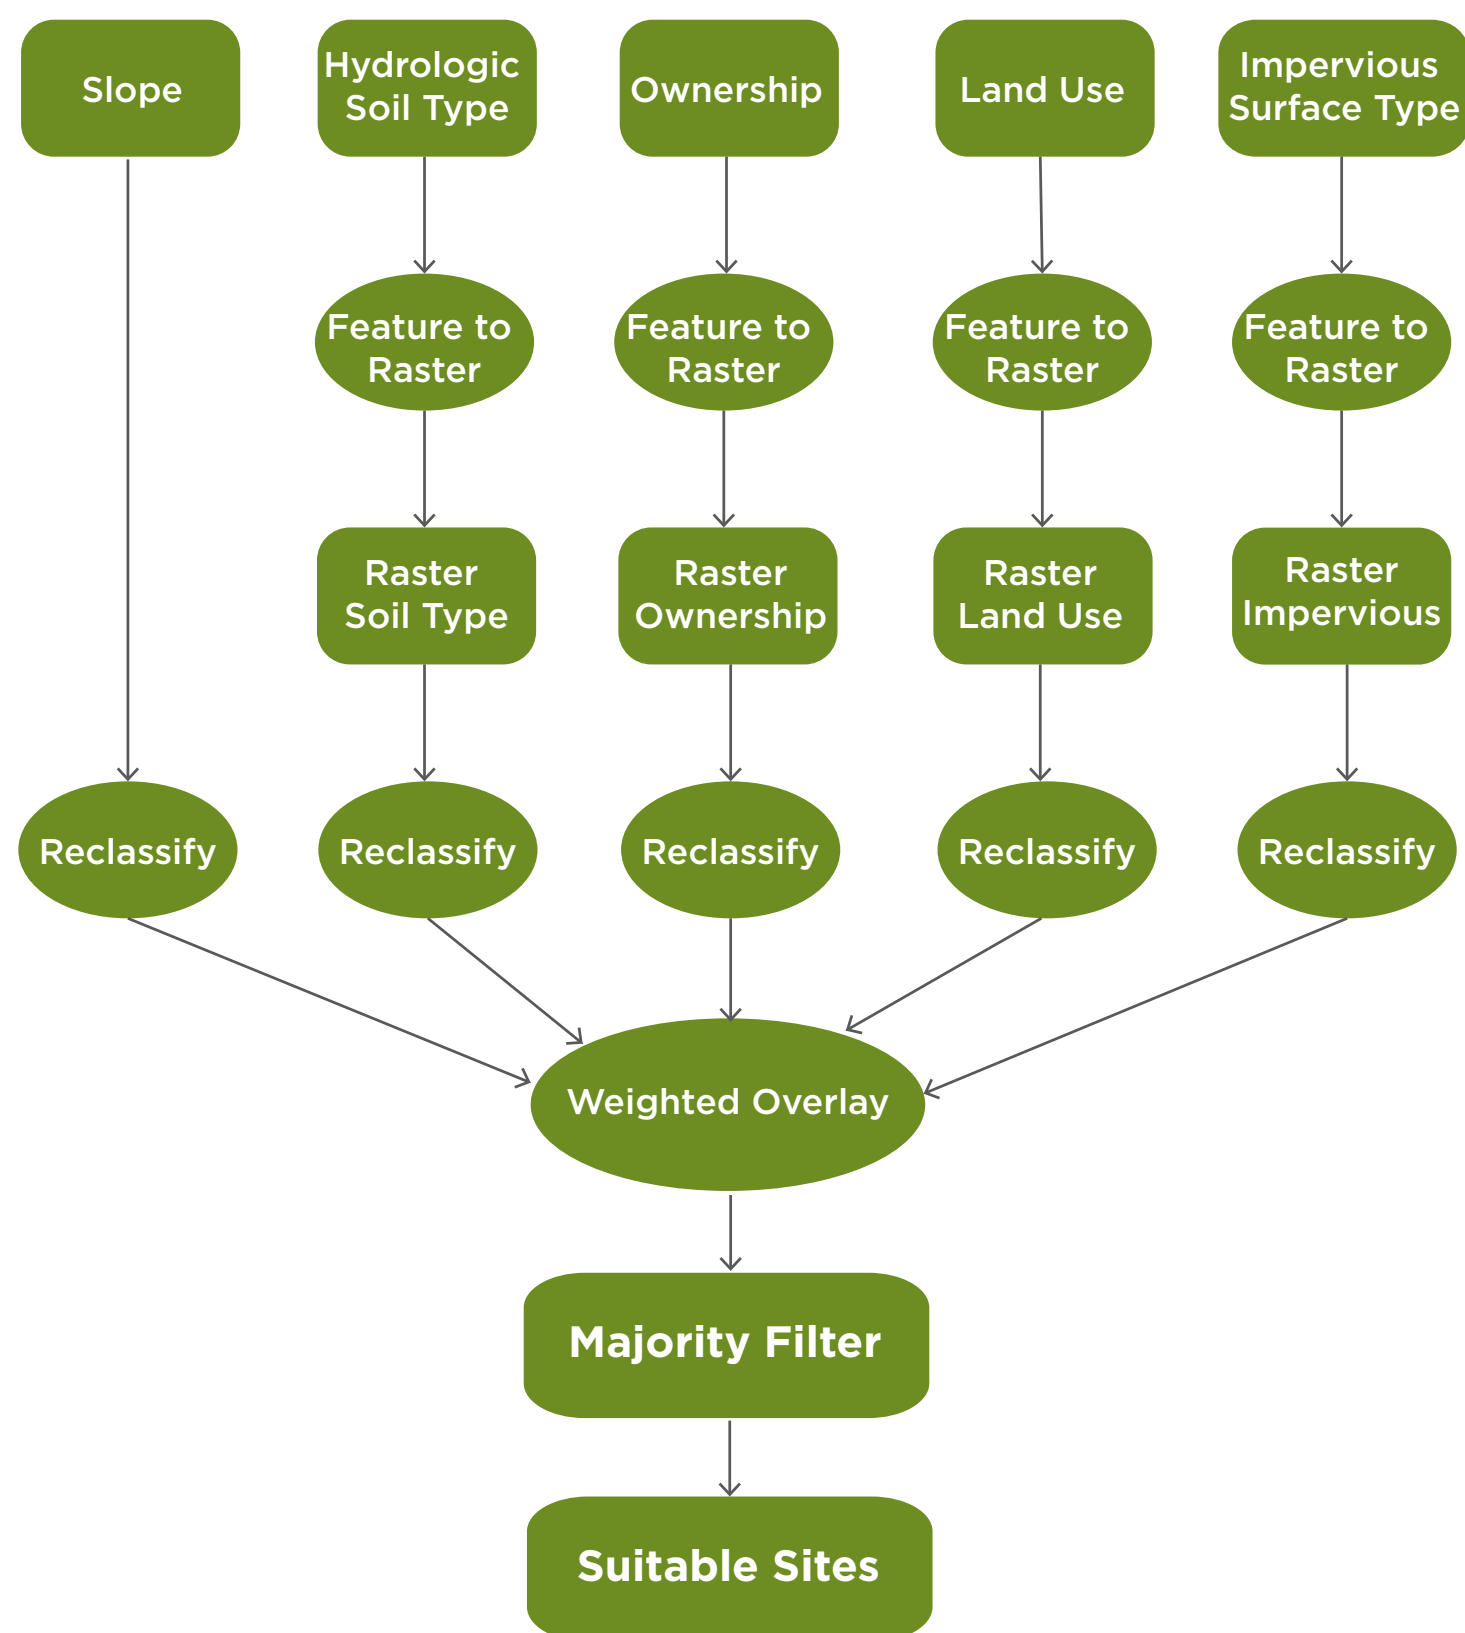 Slope
Hydrologic
Soil Type
Ownership
Land Use
Impervious
Surface Type
Feature to
Raster
Feature to
Raster
Feature to
Raster
Feature to
Raster
Raster
Soil Type
Raster
Ownership
Raster
Land Use
Raster
Impervious
Reclassify
Reclassify
Reclassify
Reclassify
Reclassify
Weighted Overlay
Majority Filter
Suitable Sites